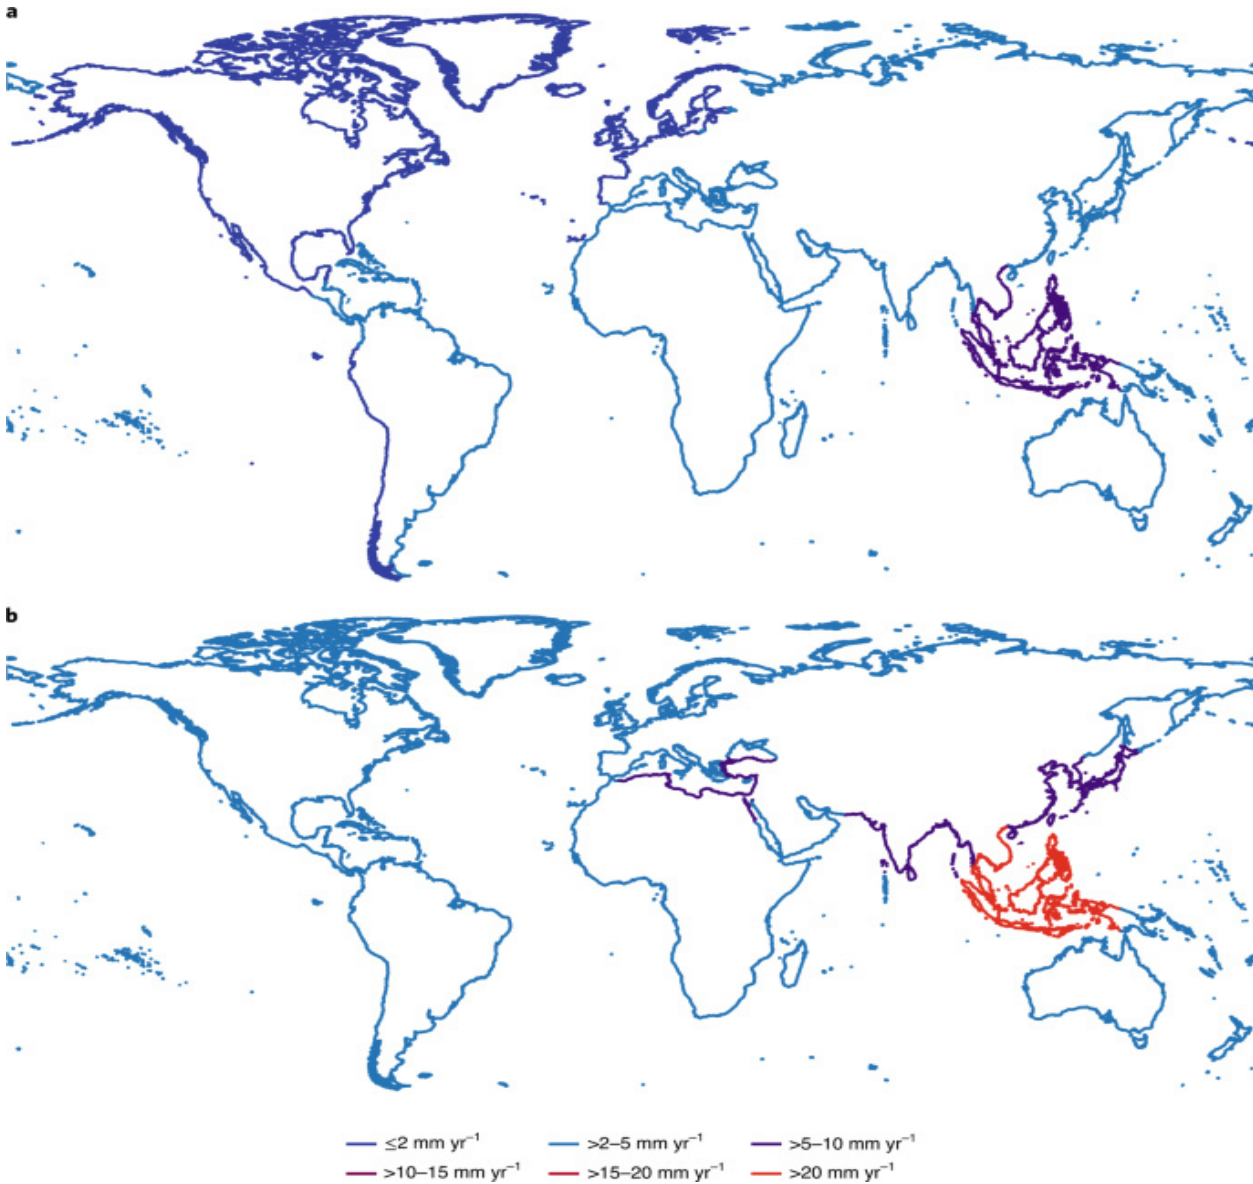 a
b
≤2 mm yr⁻¹ >2–5 mm yr⁻¹ >5–10 mm yr⁻¹
>10–15 mm yr⁻¹ >15–20 mm yr⁻¹ >20 mm yr⁻¹